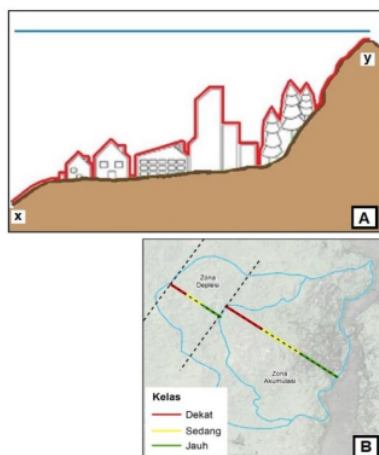 y
x
A
Zona
Deplesi
Zona
Akumulasi
Kelas
Dekat
Sedang
Jauh
B